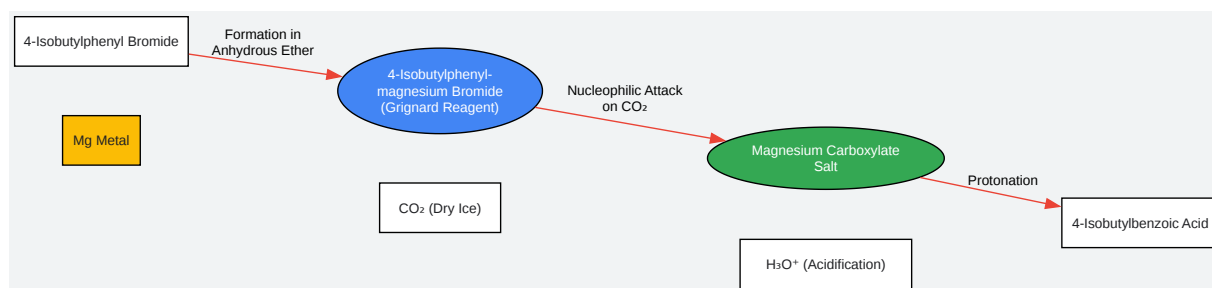 4-Isobutylphenyl Bromide
Formation in
Anhydrous Ether
Mg Metal
4-Isobutylphenyl-
magnesium Bromide
(Grignard Reagent)
Nucleophilic Attack
on CO₂
CO₂ (Dry Ice)
Magnesium Carboxylate
Salt
Protonation
H₃O⁺ (Acidification)
4-Isobutylbenzoic Acid